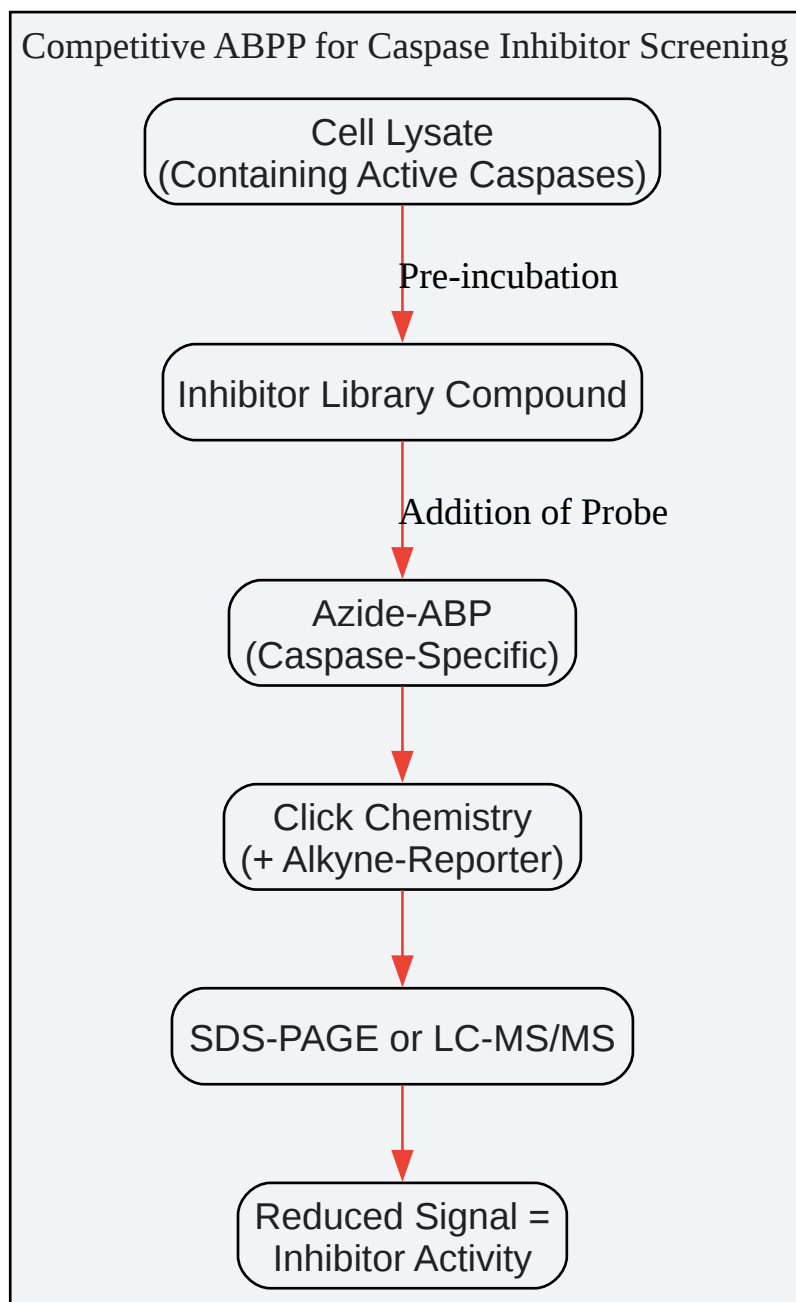 Competitive ABPP for Caspase Inhibitor Screening
Cell Lysate
(Containing Active Caspases)
Pre-incubation
Inhibitor Library Compound
Addition of Probe
Azide-ABP
(Caspase-Specific)
Click Chemistry
(+ Alkyne-Reporter)
SDS-PAGE or LC-MS/MS
Reduced Signal =
Inhibitor Activity